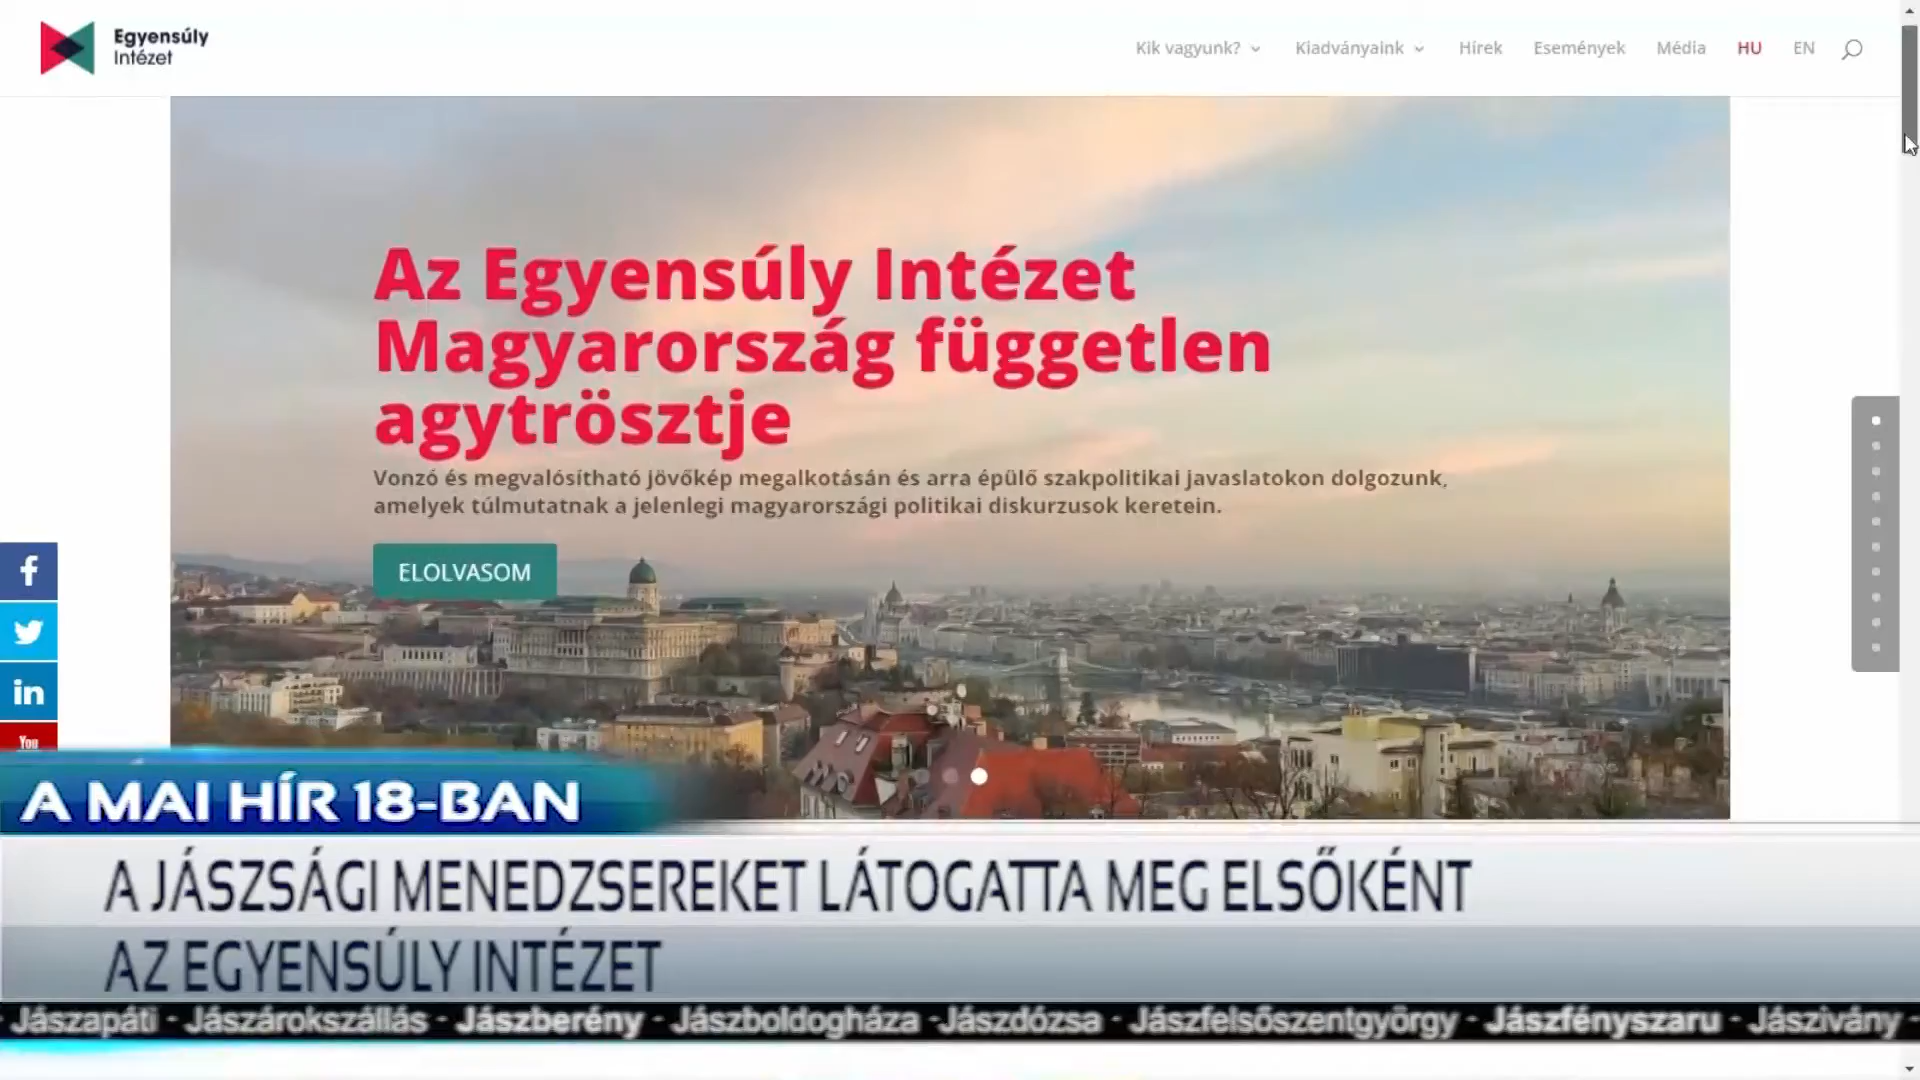 Egyensúly
Intézet
Kik vagyunk?
Kiadványaink
Hírek
Események
Média
HU
EN
Az Egyensúly Intézet
Magyarország független
agytrösztje
Vonzó és megvalósítható jövőkép megalkotásán és arra épülő szakpolitikai javaslatokon dolgozunk,
amelyek túlmutatnak a jelenlegi magyarországi politikai diskurzusok keretein.
ELOLVASOM
f
in
You
A MAI HÍR 18-BAN
A JÁSZSÁGI MENEDZSEREKET LÁTOGATTA MEG ELSŐKÉNT
AZ EGYENSÚLY INTÉZET
- Jászapáti - Jászárokszállás - Jászberény - Jászboldogháza -Jászdózsa - Jászfelsőszentgyörgy - Jászfényszaru - Jászivány -